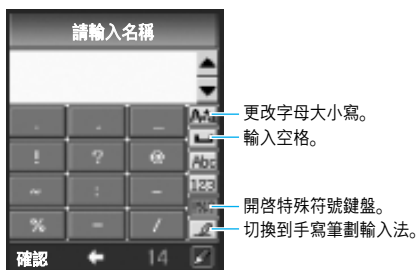 請輸入名稱
AAa
更改字母大小寫。
. , _
輸入空格。
! ? @ Abc
~ : - 123
開啓特殊符號鍵盤。
% = /
切換到手寫筆劃輸入法。
確認 14